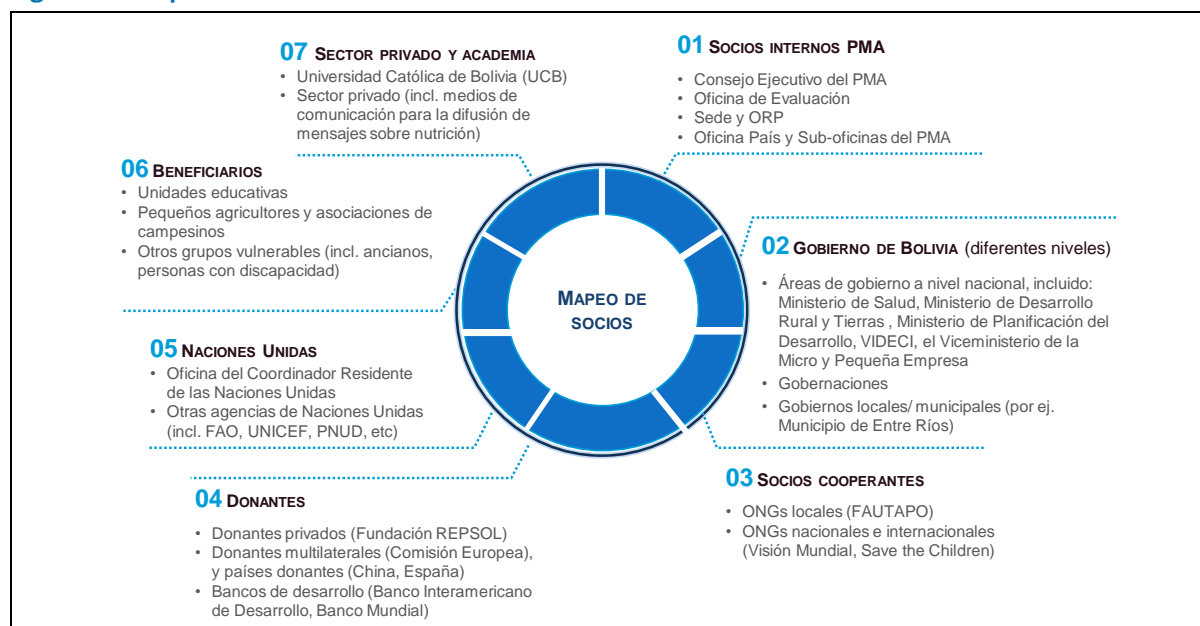 01 SOCIOS INTERNOS PMA
• Consejo Ejecutivo del PMA
• Oficina de Evaluación
• Sede y ORP
• Oficina País y Sub-oficinas del PMA
02 GOBIERNO DE BOLIVIA (diferentes niveles)
• Áreas de gobierno a nivel nacional, incluido:
Ministerio de Salud, Ministerio de Desarrollo
Rural y Tierras , Ministerio de Planificación del
Desarrollo, VIDECI, el Viceministerio de la
Micro y Pequeña Empresa
• Gobernaciones
• Gobiernos locales/ municipales (por ej.
Municipio de Entre Ríos)
03 SOCIOS COOPERANTES
• ONGs locales (FAUTAPO)
• ONGs nacionales e internacionales
(Visión Mundial, Save the Children)
04 DONANTES
• Donantes privados (Fundación REPSOL)
• Donantes multilaterales (Comisión Europea),
y países donantes (China, España)
• Bancos de desarrollo (Banco Interamericano
de Desarrollo, Banco Mundial)
05 NACIONES UNIDAS
• Oficina del Coordinador Residente
de las Naciones Unidas
• Otras agencias de Naciones Unidas
(incl. FAO, UNICEF, PNUD, etc)
06 BENEFICIARIOS
• Unidades educativas
• Pequeños agricultores y asociaciones de
campesinos
• Otros grupos vulnerables (incl. ancianos,
personas con discapacidad)
07 SECTOR PRIVADO Y ACADEMIA
• Universidad Católica de Bolivia (UCB)
• Sector privado (incl. medios de
comunicación para la difusión de
mensajes sobre nutrición)
MAPEO DE
SOCIOS